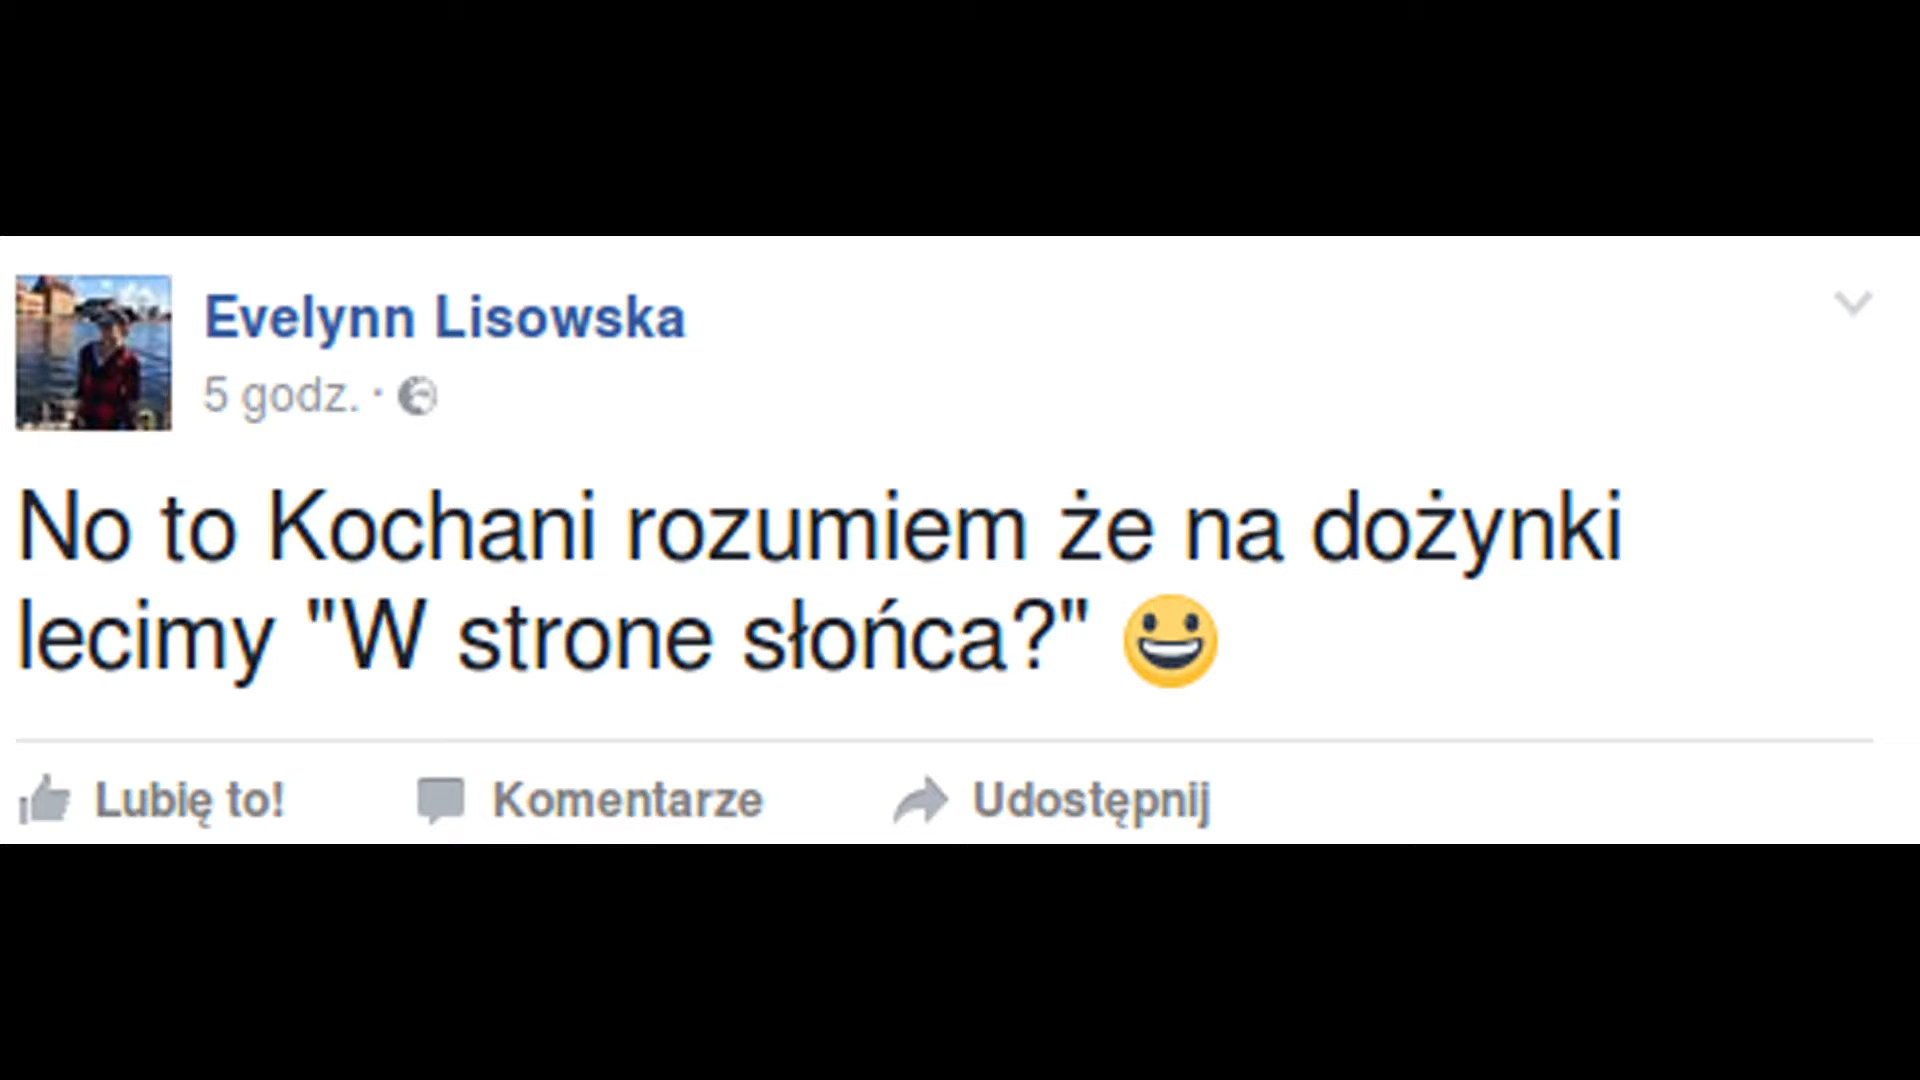 Evelynn Lisowska
5 godz. ·
No to Kochani rozumiem że na dożynki
lecimy "W strone słońca?" 😀
Lubię to! Komentarze Udostępnij